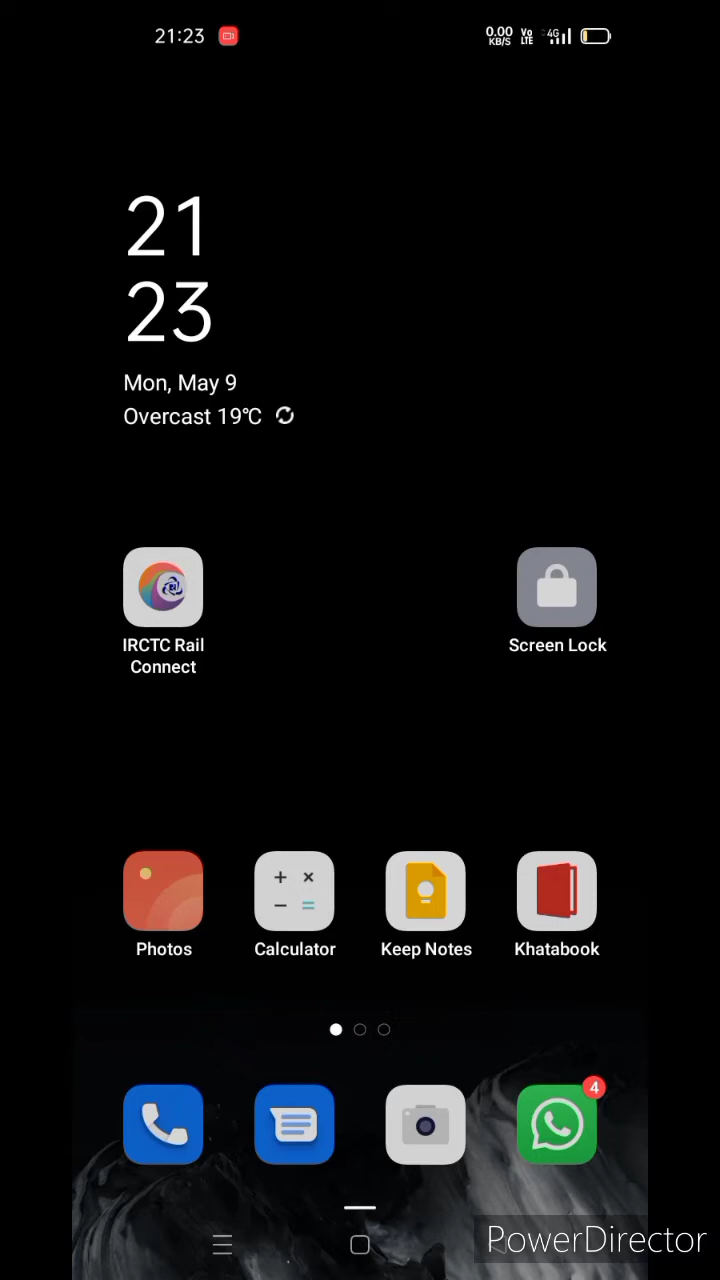 21:23
0.00 KB/S Vo LTE 4G
21
23
Mon, May 9
Overcast 19℃
IRCTC Rail Connect
Screen Lock
Photos
Calculator
Keep Notes
Khatabook
4
PowerDirector